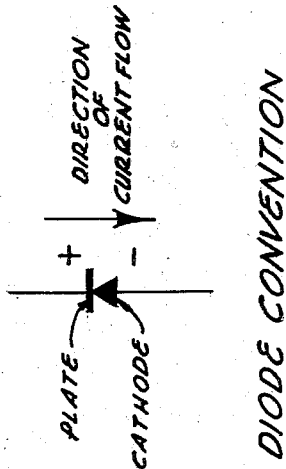 PLATE
CATHODE
+
-
DIRECTION
OF
CURRENT FLOW
DIODE CONVENTION